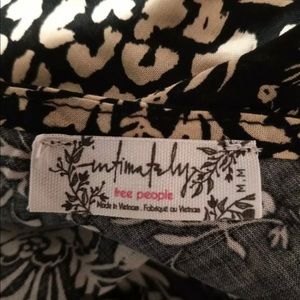 intimately
free people
Made in Vietnam . Fabriqué au Vietnam
M.M